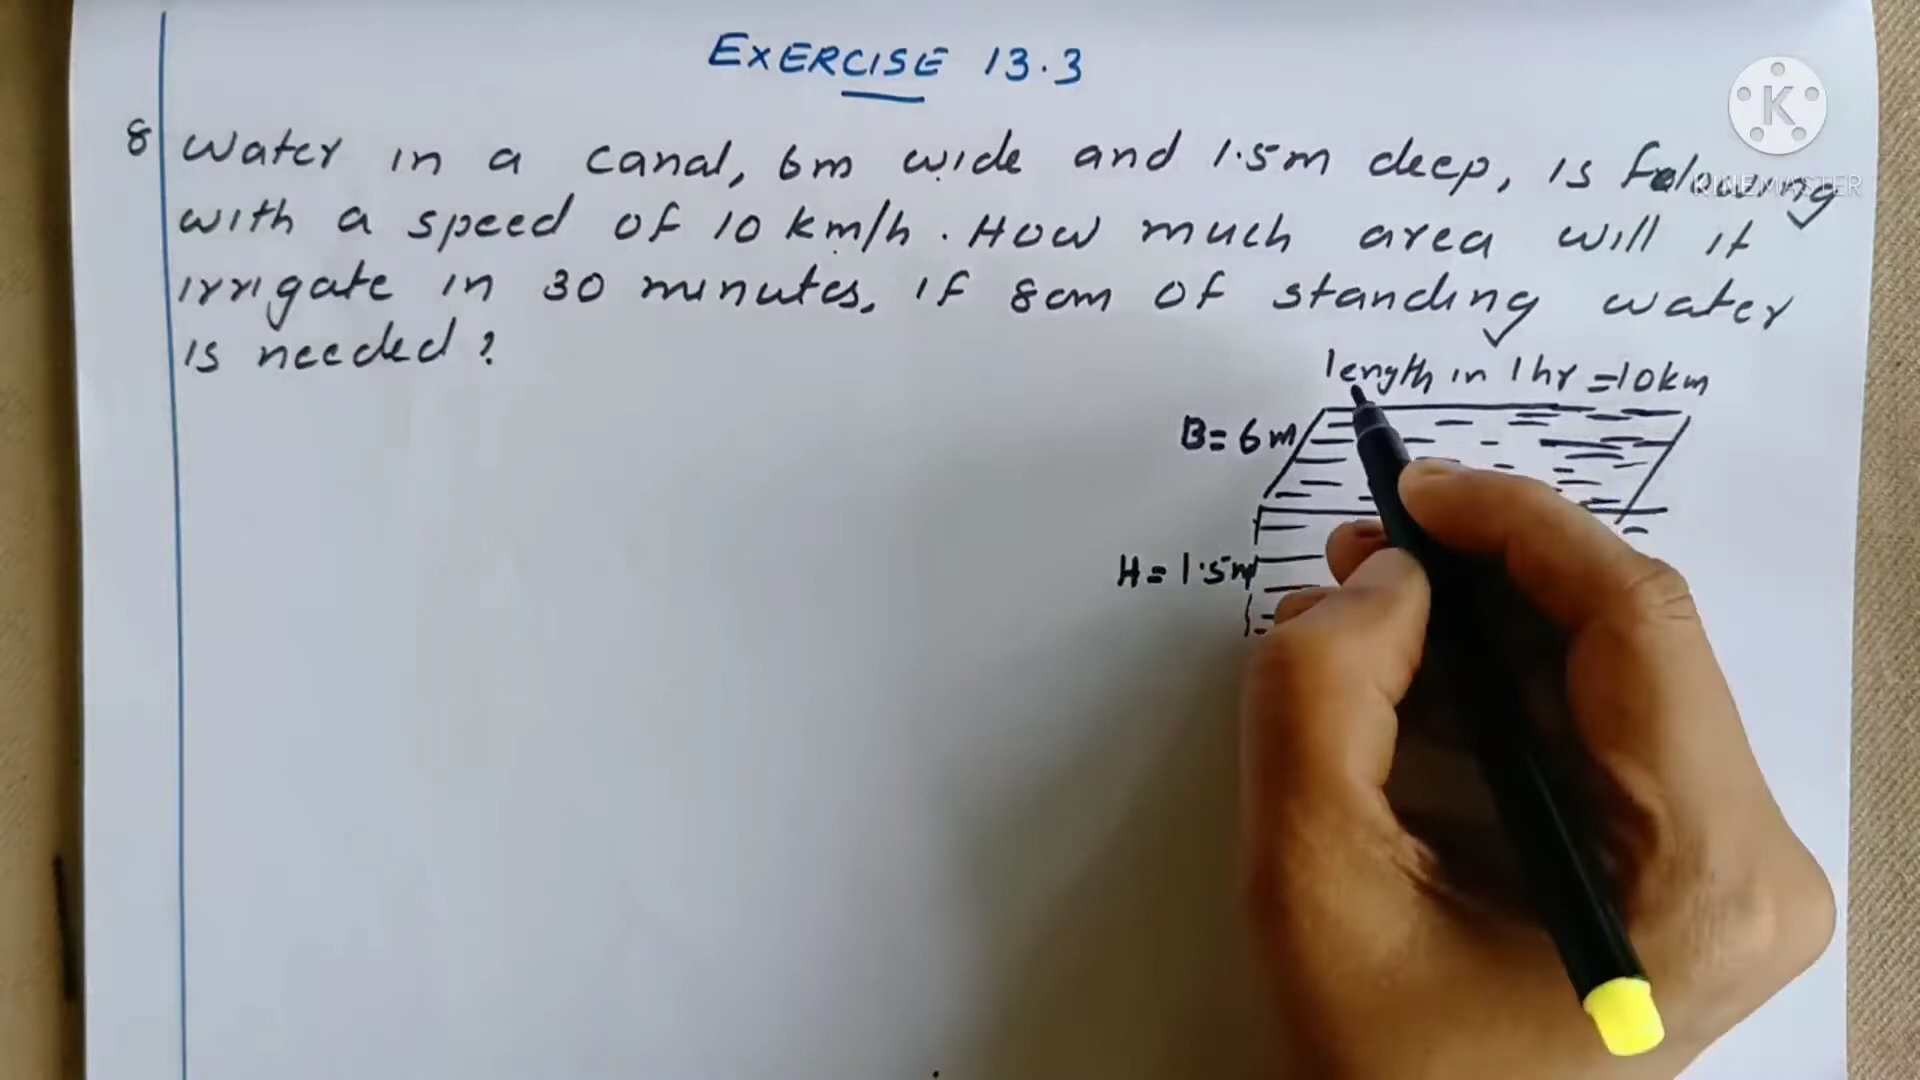 EXERCISE 13.3
8 Water in a canal, 6m wide and 1.5m deep, is
with a speed of 10 km/h. How much area will it
irrigate in 30 minutes, if 8cm of standing water
is needed?
length in 1hr = 10km
B = 6m
H = 1.5m
K
KINEMASTER